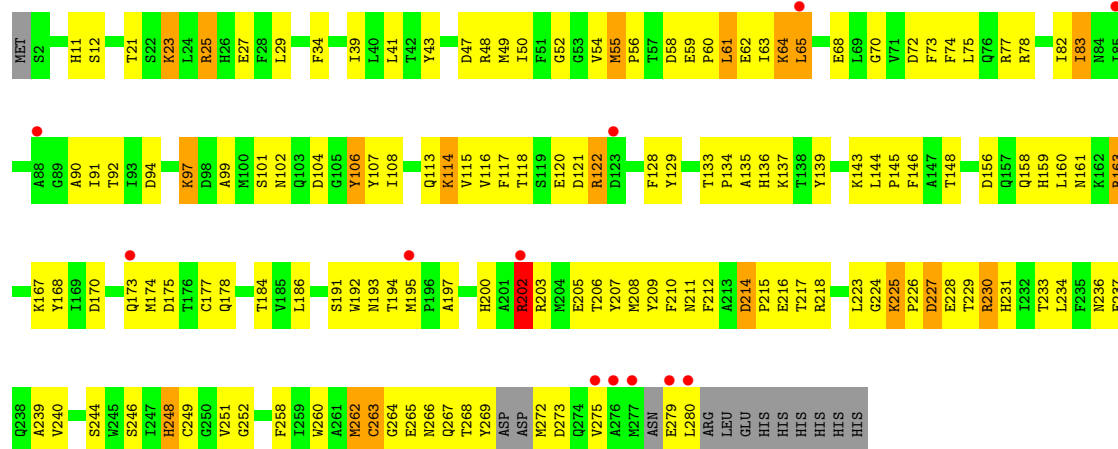 MET S2 H11 S12 T21 S22 K23 L24 R25 H26 E27 F28 L29 F34 I39 L40 L41 T42 Y43 D47 R48 M49 I50 F51 G52 G53 V54 M55 P56 T57 D58 E59 P60 L61 E62 I63 K64 L65 E68 L69 G70 V71 D72 F73 F74 L75 Q76 R77 R78 I82 I83 N84 I85
A88 G89 A90 I91 T92 I93 D94 K97 D98 A99 M100 S101 N102 Q103 D104 G105 Y106 Y107 I108 Q113 K114 V115 V116 F117 T118 S119 E120 D121 R122 D123 F128 Y129 T133 P134 A135 H136 K137 T138 Y139 K143 L144 P145 F146 A147 T148 D156 Q157 Q158 H159 L160 N161 K162
K167 Y168 I169 D170 Q173 M174 D175 T176 C177 Q178 T184 V185 L186 S191 W192 N193 T194 M195 P196 A197 H200 A201 R202 R203 M204 E205 T206 Y207 M208 Y209 F210 N211 F212 A213 D214 P215 E216 T217 R218 L223 G224 K225 P226 D227 E228 T229 R230 H231 I232 T233 L234 F235 N236
Q238 A239 V240 S244 W245 S246 I247 H248 C249 G250 V251 G252 F258 I259 W260 A261 M262 C263 G264 E265 N266 Q267 T268 Y269 ASP ASP M272 D273 Q274 V275 A276 M277 ASN E279 L280 ARG LEU GLU HIS HIS HIS HIS HIS HIS